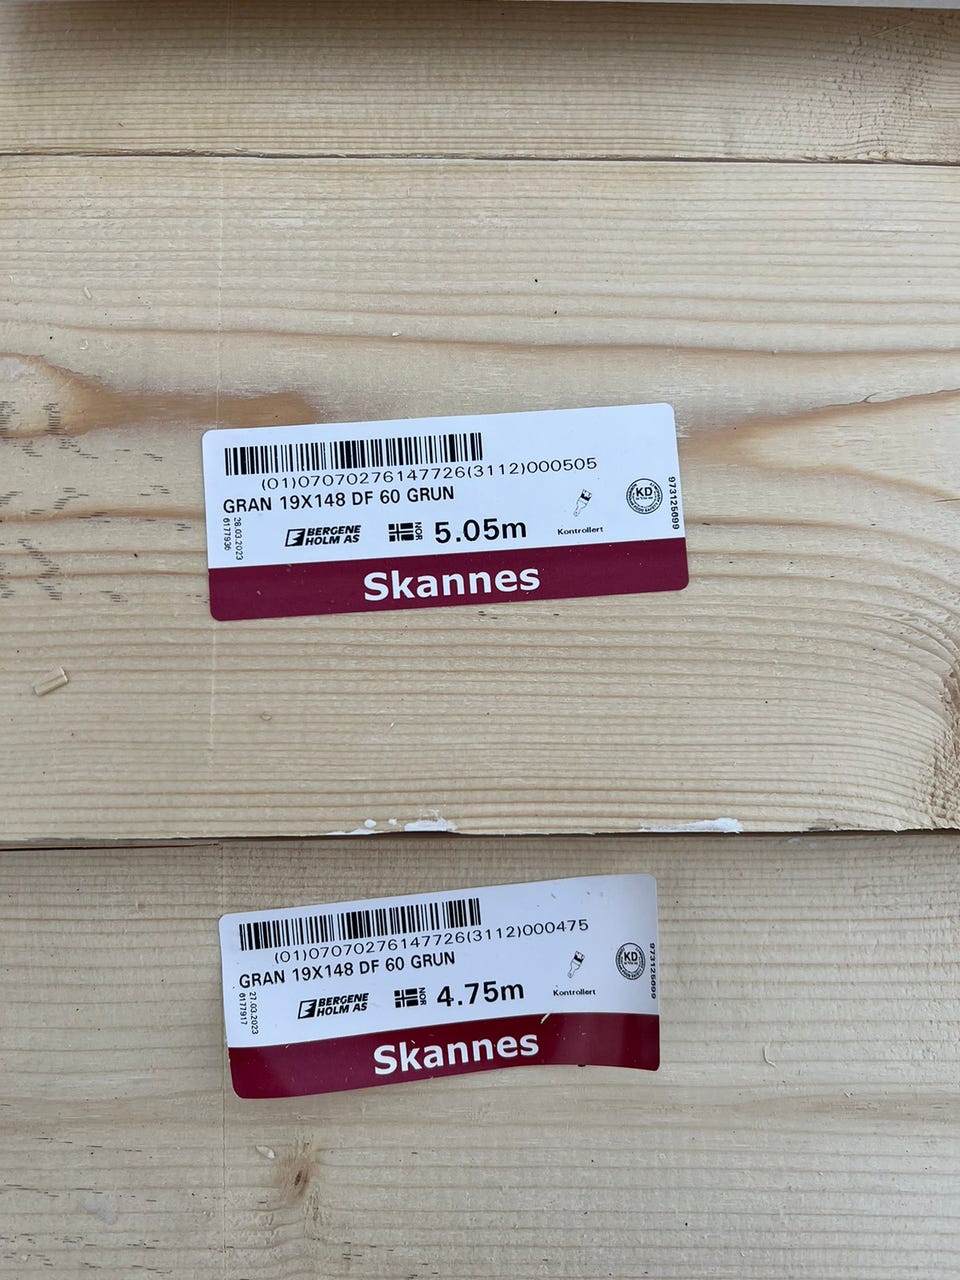 (01)07070276147726(3112)000505
GRAN 19X148 DF 60 GRUN
28.03.2023
6177936
BERGENE
HOLM AS
NOR
5.05m
Kontrollert
KD
973125699
Skannes
(01)07070276147726(3112)000475
GRAN 19X148 DF 60 GRUN
27.03.2023
6177917
BERGENE
HOLM AS
NOR
4.75m
Kontrollert
KD
973125699
Skannes